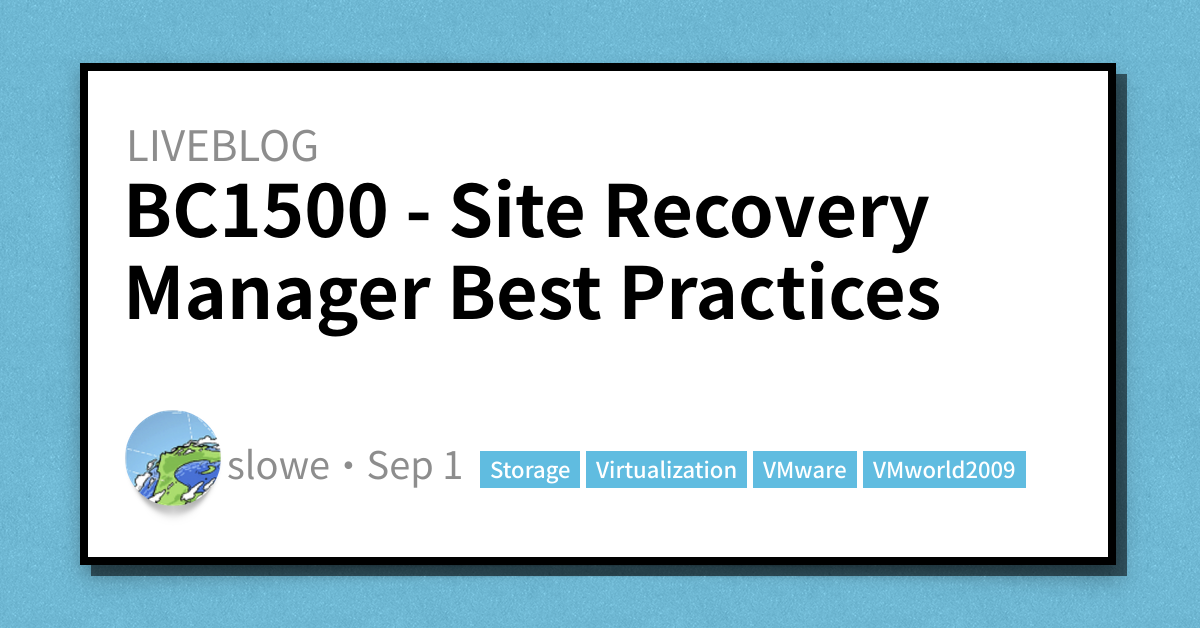 LIVEBLOG
BC1500 - Site Recovery
Manager Best Practices
slowe • Sep 1 Storage Virtualization VMware VMworld2009